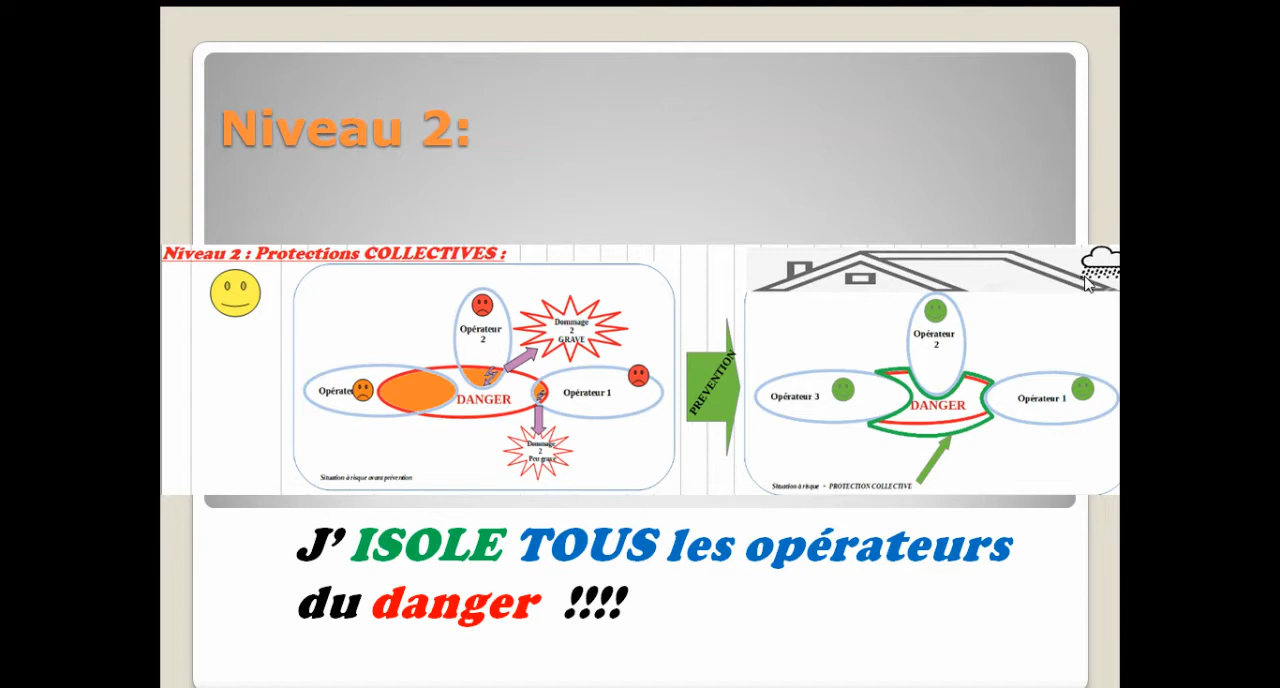 Niveau 2:
Niveau 2 : Protections COLLECTIVES :
Opérateur
2
Dommage
2
GRAVE
DANGER
Opérateur 1
Dommage
2
Peu grave
Situation à risque avant prévention
PREVENTION
Opérateur
2
Opérateur 3
DANGER
Opérateur 1
Situation à risque - PROTECTION COLLECTIVE
J' ISOLE TOUS les opérateurs
du danger !!!!